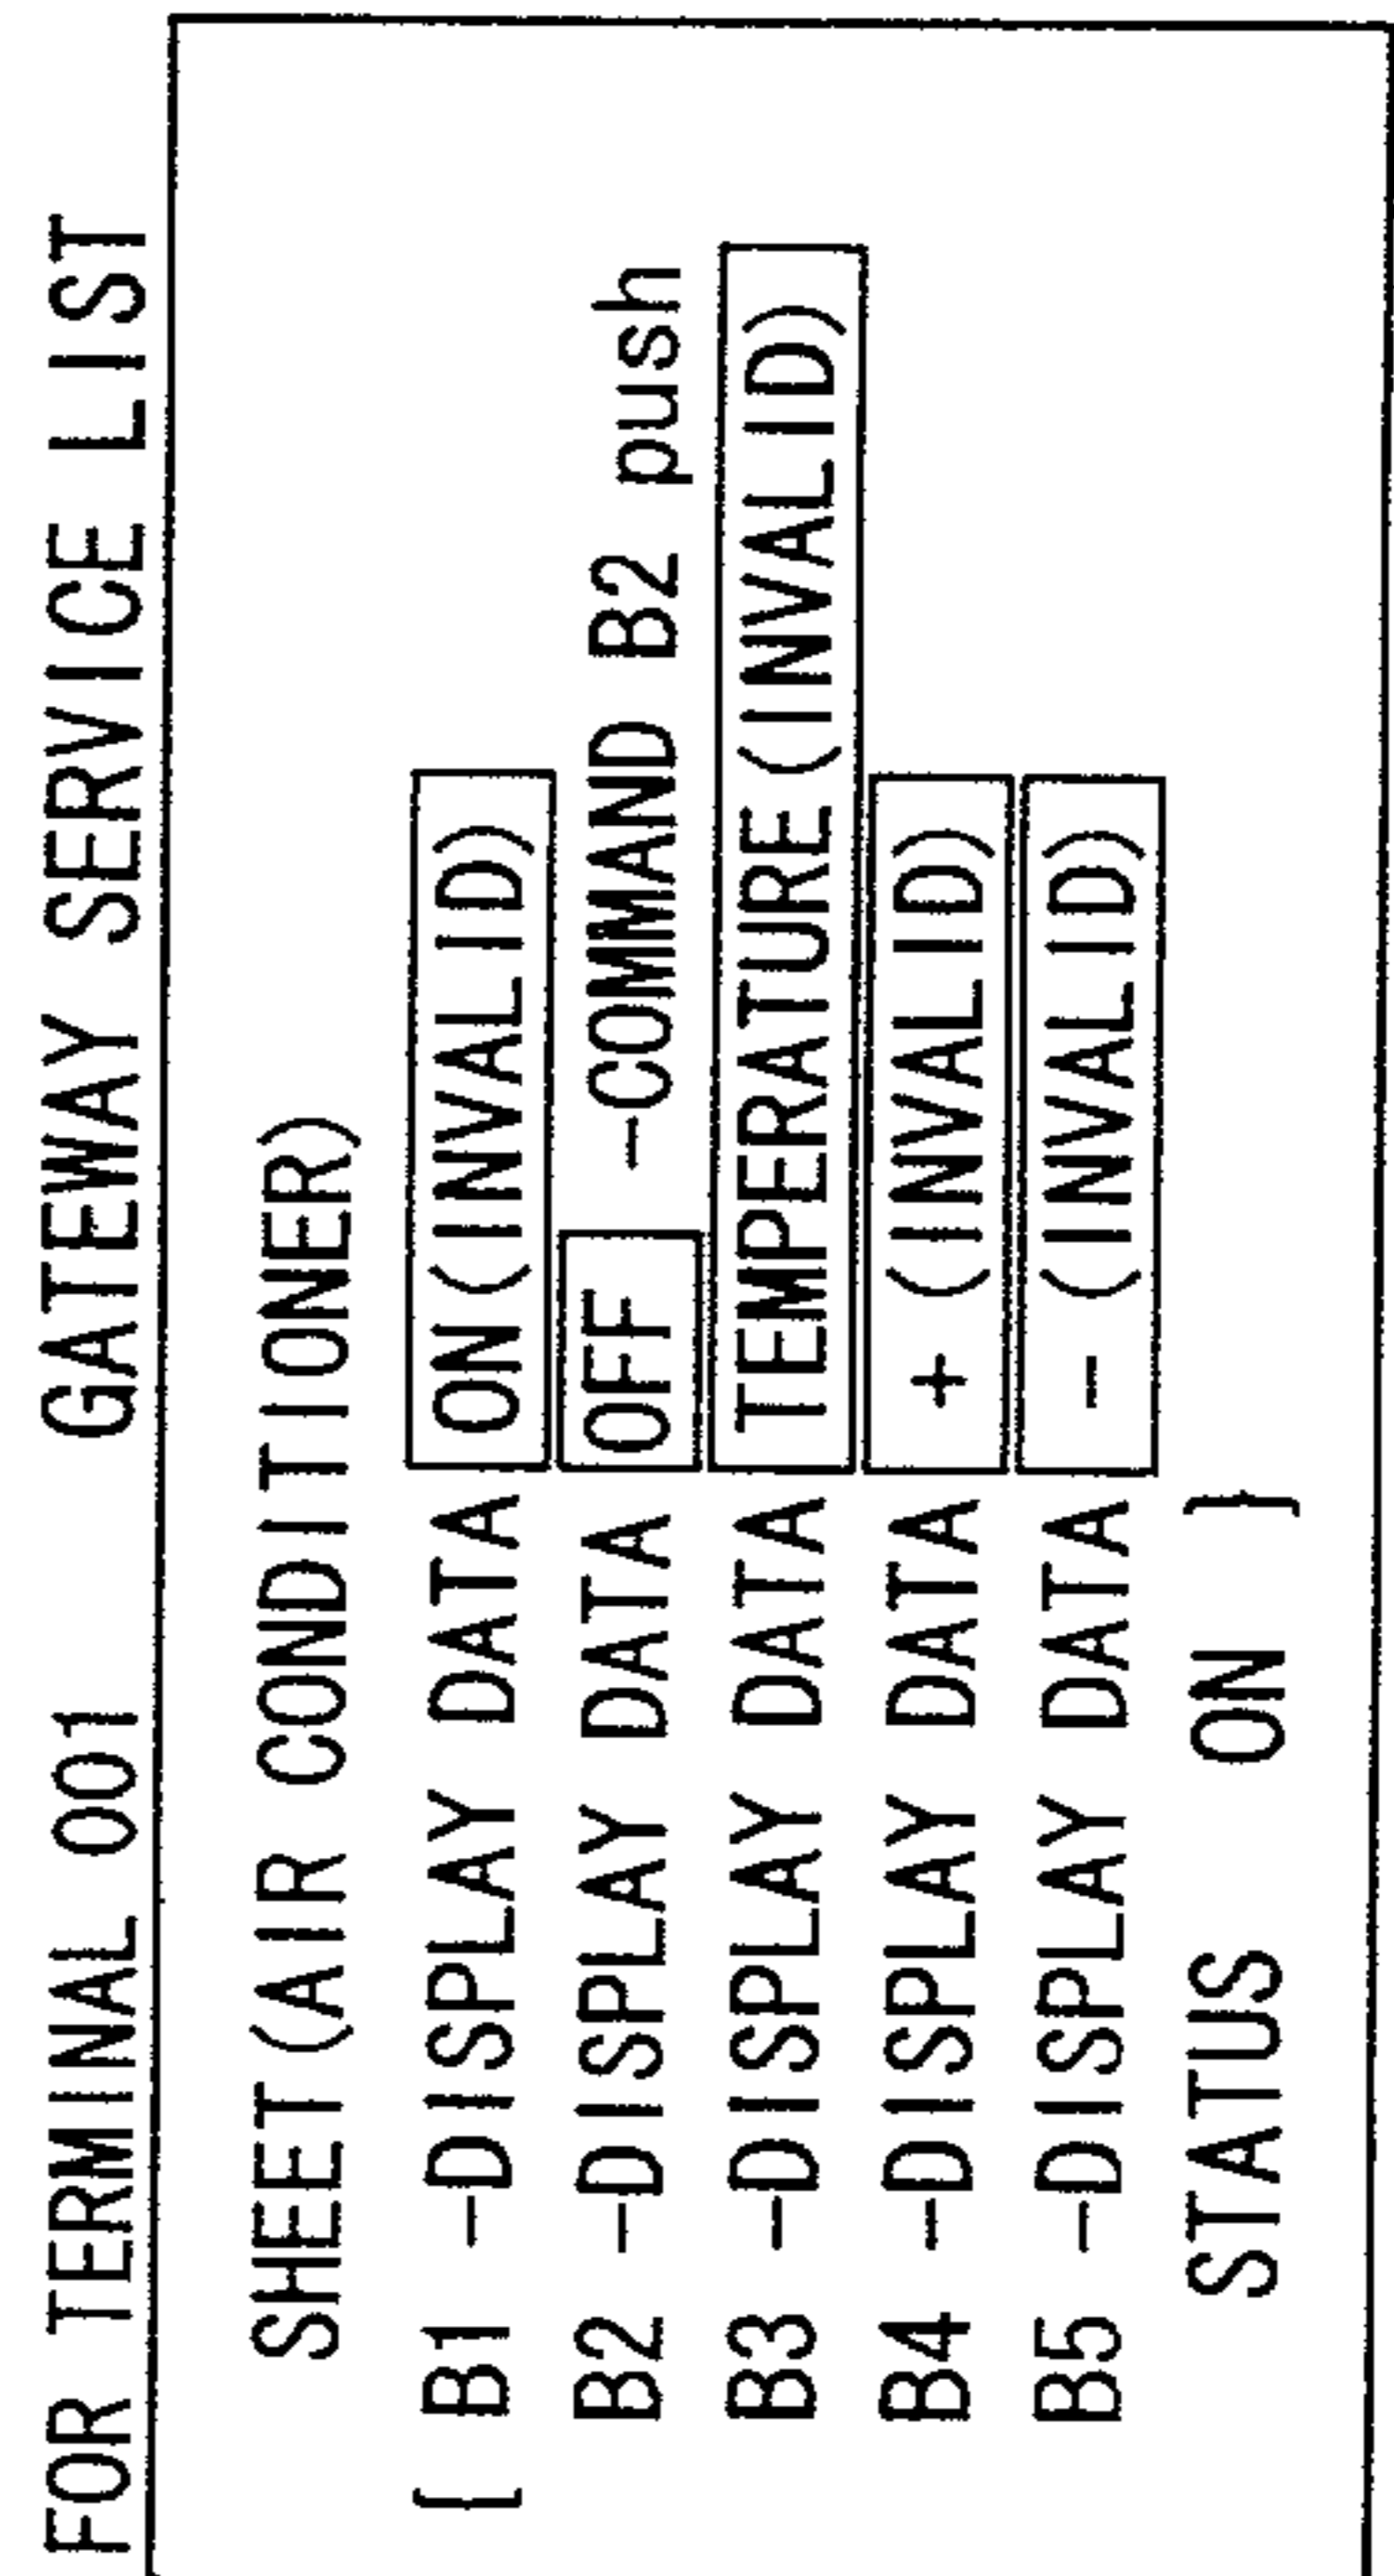 FOR TERMINAL 001 GATEWAY SERVICE LIST
SHEET(AIR CONDITIONER)
{ B1 -DISPLAY DATA ON(INVALID)
B2 -DISPLAY DATA OFF -COMMAND B2 push
B3 -DISPLAY DATA TEMPERATURE(INVALID)
B4 -DISPLAY DATA + (INVALID)
B5 -DISPLAY DATA - (INVALID)
STATUS ON }